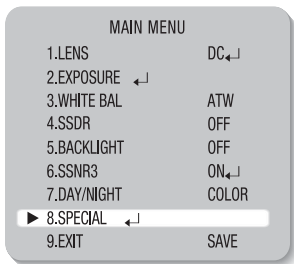 MAIN MENU
1.LENS DC↵
2.EXPOSURE ↵
3.WHITE BAL ATW
4.SSDR OFF
5.BACKLIGHT OFF
6.SSNR3 ON↵
7.DAY/NIGHT COLOR
▶ 8.SPECIAL ↵
9.EXIT SAVE